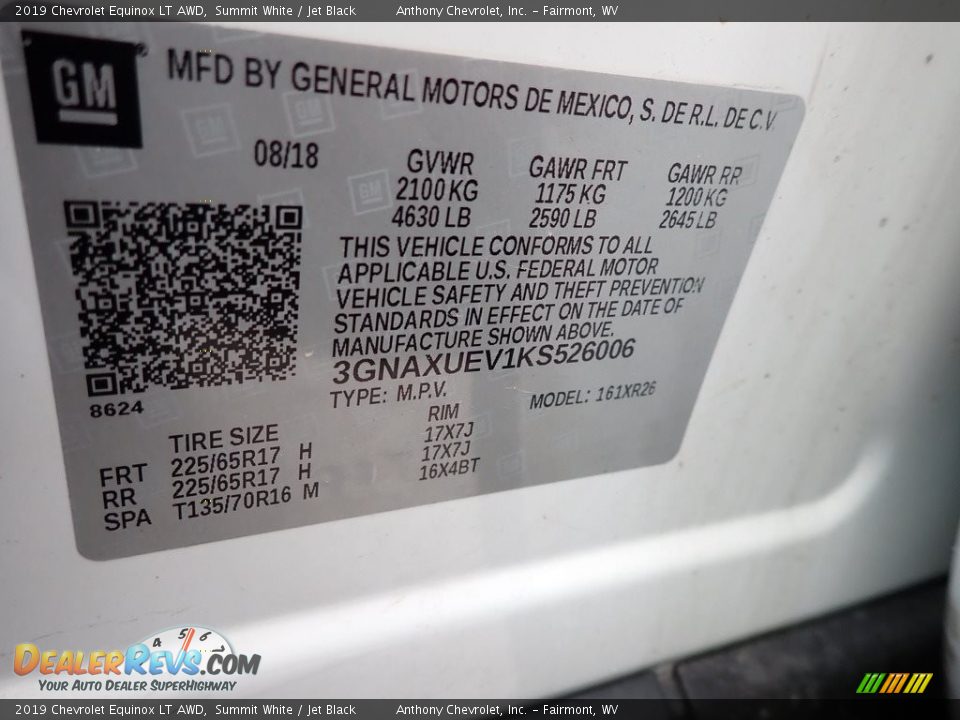 2019 Chevrolet Equinox LT AWD, Summit White / Jet Black Anthony Chevrolet, Inc. - Fairmont, WV
GM ®
MFD BY GENERAL MOTORS DE MEXICO, S. DE R.L. DE C.V.
08/18
GVWR GAWR FRT GAWR RR
2100 KG 1175 KG 1200 KG
4630 LB 2590 LB 2645 LB
THIS VEHICLE CONFORMS TO ALL
APPLICABLE U.S. FEDERAL MOTOR
VEHICLE SAFETY AND THEFT PREVENTION
STANDARDS IN EFFECT ON THE DATE OF
MANUFACTURE SHOWN ABOVE.
3GNAXUEV1KS526006
TYPE: M.P.V. MODEL: 161XR26
8624
TIRE SIZE RIM
FRT 225/65R17 H 17X7J
RR 225/65R17 H 17X7J
SPA T135/70R16 M 16X4BT
4 5 6
DEALERREVS.COM
YOUR AUTO DEALER SUPERHIGHWAY
2019 Chevrolet Equinox LT AWD, Summit White / Jet Black Anthony Chevrolet, Inc. - Fairmont, WV